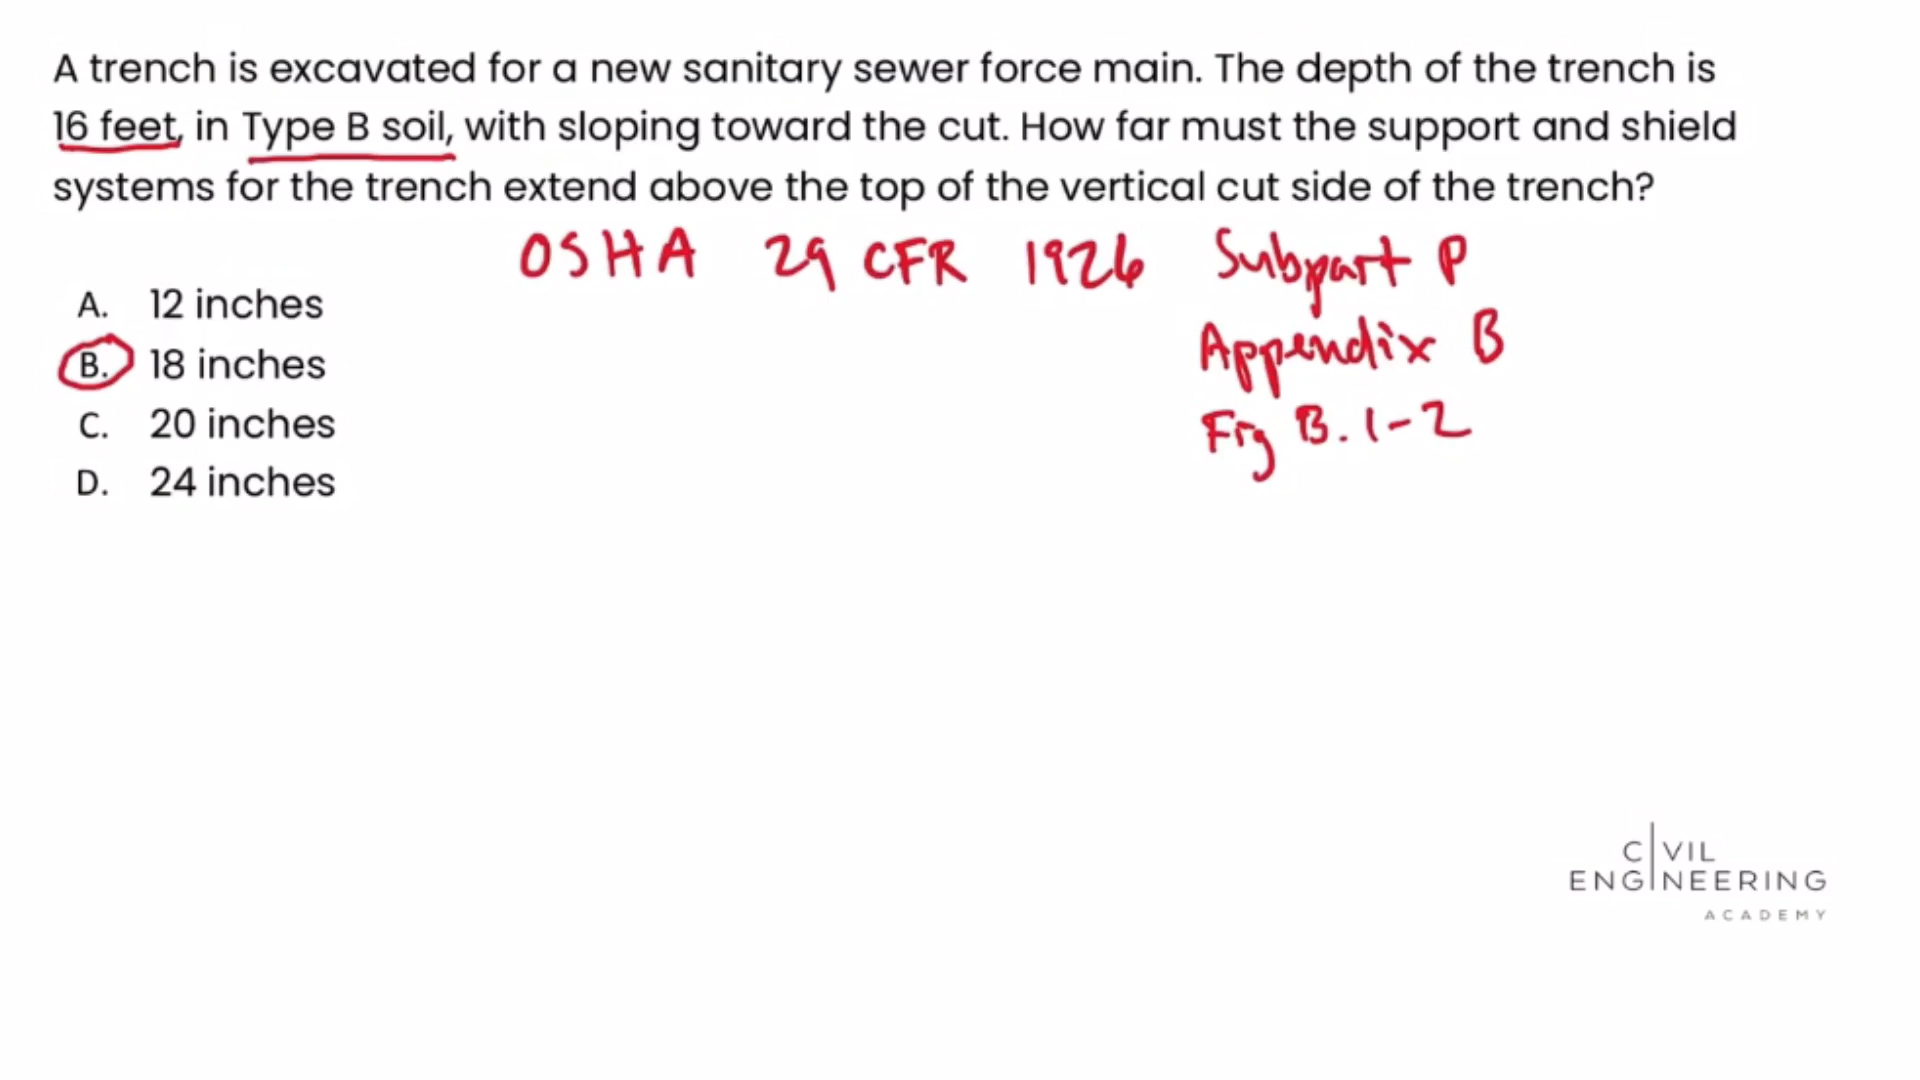 A trench is excavated for a new sanitary sewer force main. The depth of the trench is
16 feet, in Type B soil, with sloping toward the cut. How far must the support and shield
systems for the trench extend above the top of the vertical cut side of the trench?
OSHA 29 CFR 1926 Subpart P
Appendix B
Fig B.1-2
A. 12 inches
B. 18 inches
C. 20 inches
D. 24 inches
CIVIL
ENGINEERING
ACADEMY